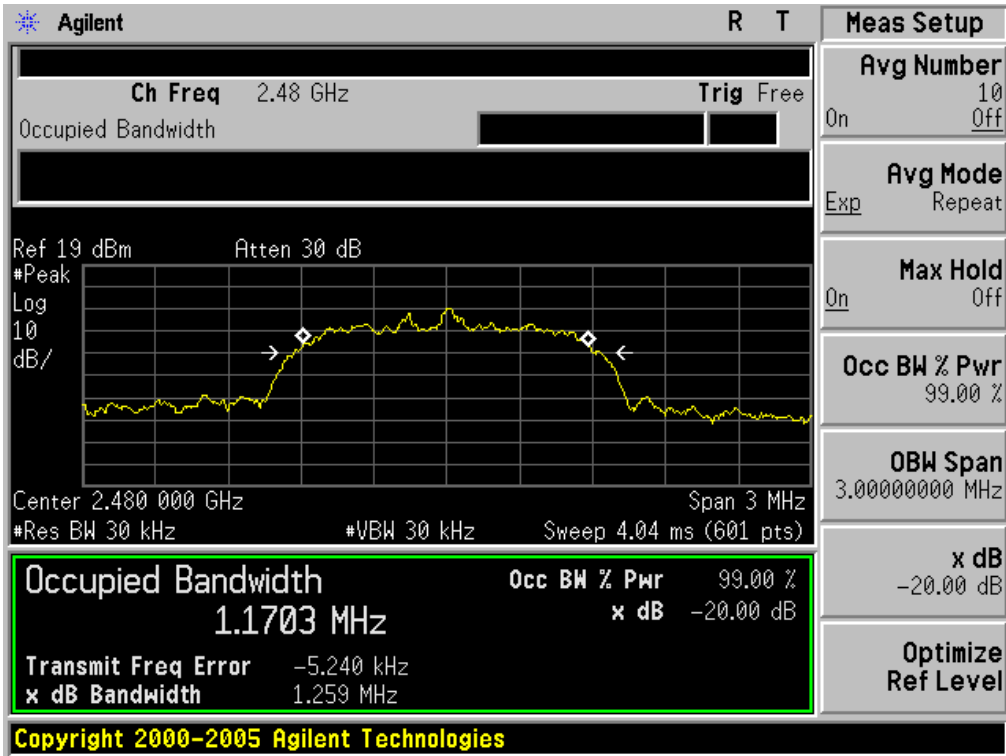 Agilent R T
Ch Freq 2.48 GHz Trig Free
Occupied Bandwidth
Ref 19 dBm Atten 30 dB
#Peak
Log
10
dB/
Center 2.480 000 GHz Span 3 MHz
#Res BW 30 kHz #VBW 30 kHz Sweep 4.04 ms (601 pts)
Occupied Bandwidth Occ BW % Pwr 99.00 %
1.1703 MHz x dB -20.00 dB
Transmit Freq Error -5.240 kHz
x dB Bandwidth 1.259 MHz
Copyright 2000-2005 Agilent Technologies
Meas Setup
Avg Number
10
On Off
Avg Mode
Exp Repeat
Max Hold
On Off
Occ BW % Pwr
99.00 %
OBW Span
3.00000000 MHz
x dB
-20.00 dB
Optimize
Ref Level